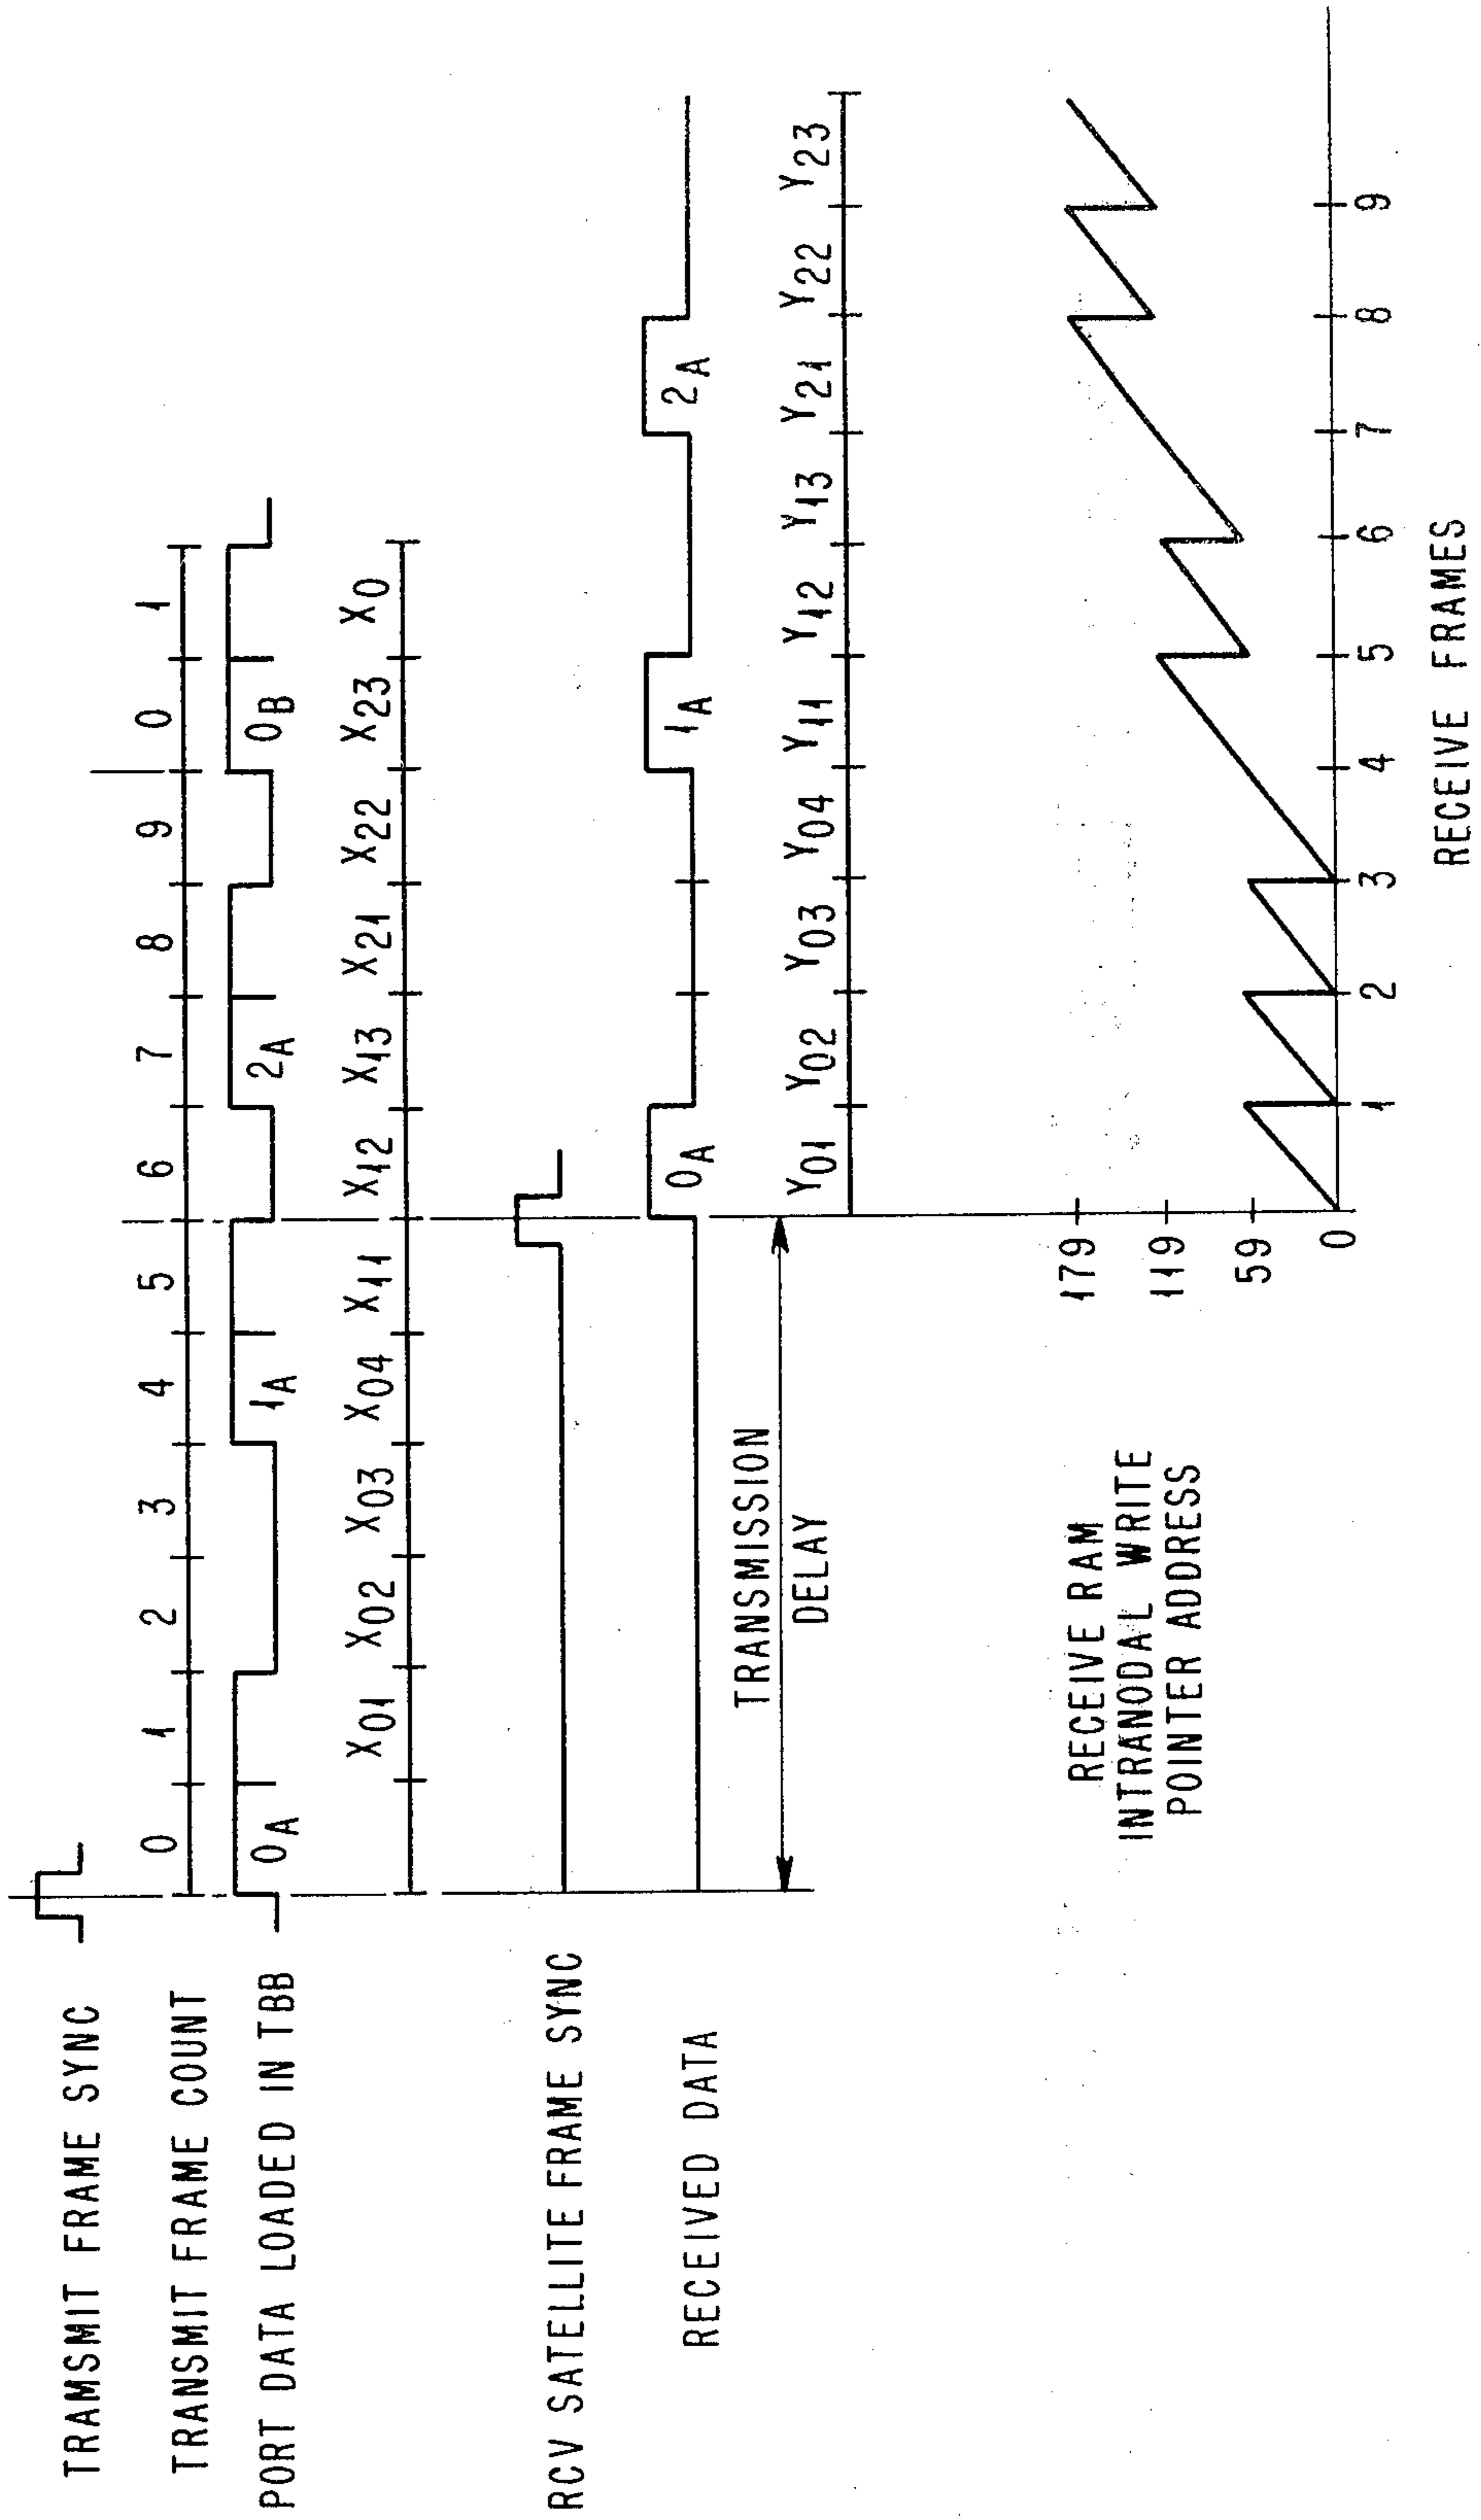 TRAMSMIT FRAME SYNC
TRANSMIT FRAME COUNT 0 1 2 3 4 5 6 7 8 9 0 1
PORT DATA LOADED IN TBB 0A 1A 2A 0B
X01 X02 X03 X04 X11 X12 X13 X21 X22 X23 X0
RCV SATELLITE FRAME SYNC
RECEIVED DATA 0A 1A 2A
TRANSMISSION
DELAY
Y01 Y02 Y03 Y04 Y11 Y12 Y13 Y21 Y22 Y23
RECEIVE RAM
INTRANODAL WRITE
POINTER ADDRESS
179
119
59
0
1 2 3 4 5 6 7 8 9
RECEIVE FRAMES